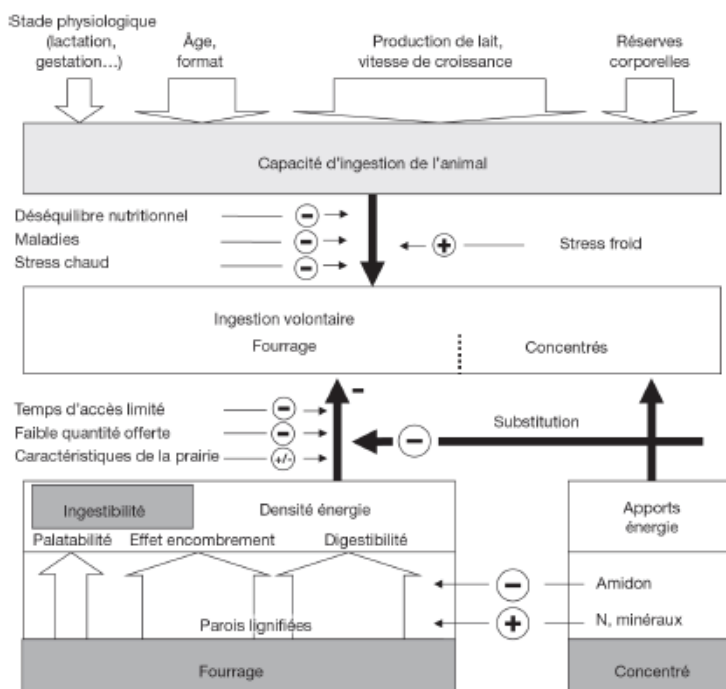 Stade physiologique
(lactation,
gestation...)
Âge,
format
Production de lait,
vitesse de croissance
Réserves
corporelles
Capacité d'ingestion de l'animal
Déséquilibre nutritionnel
−
Maladies
−
Stress chaud
−
+
Stress froid
Ingestion volontaire
Fourrage
Concentrés
−
Temps d'accès limité
−
Faible quantité offerte
−
Caractéristiques de la prairie
+/-
−
Substitution
Ingestibilité
Densité énergie
Palatabilité
Effet encombrement
Digestibilité
Apports
énergie
−
Amidon
+
N, minéraux
Parois lignifiées
Fourrage
Concentré